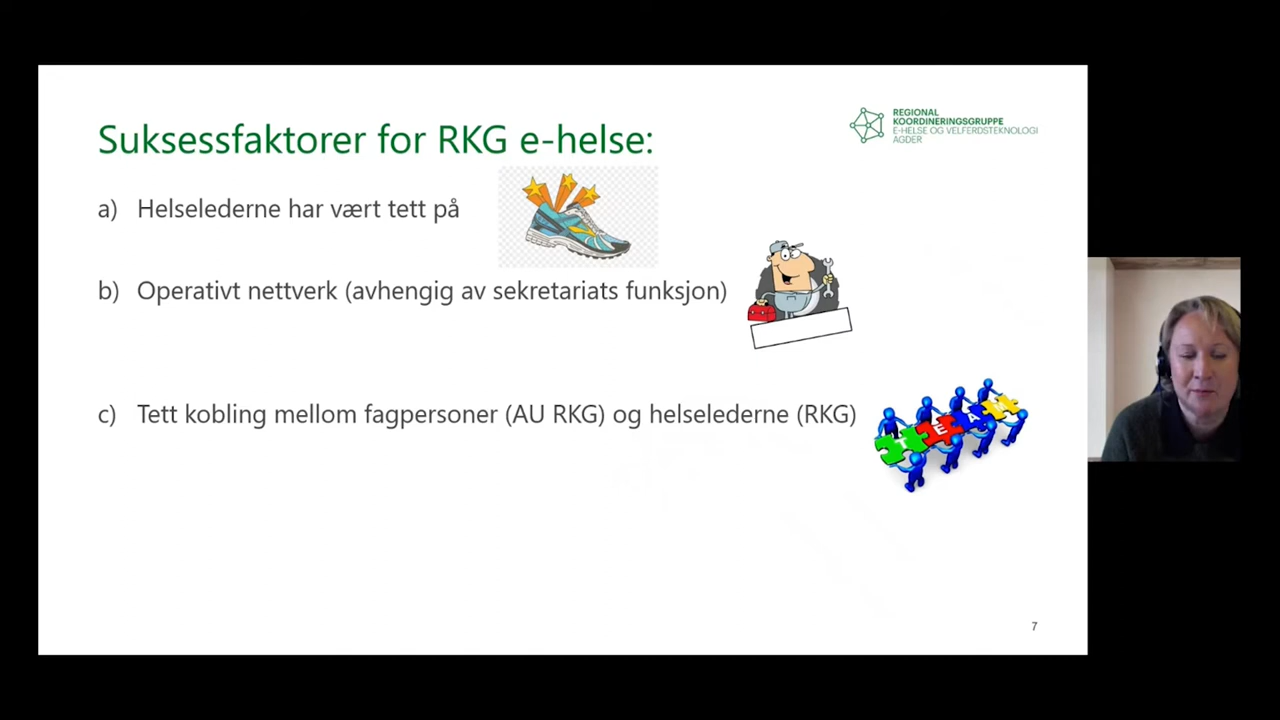 Suksessfaktorer for RKG e-helse:
REGIONAL
KOORDINERINGSGRUPPE
E-HELSE OG VELFERDSTEKNOLOGI
AGDER
a) Helselederne har vært tett på
b) Operativt nettverk (avhengig av sekretariats funksjon)
c) Tett kobling mellom fagpersoner (AU RKG) og helselederne (RKG)
TEAM
7